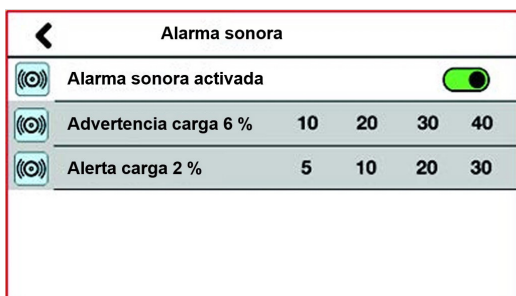 Alarma sonora
Alarma sonora activada
Advertencia carga 6 % 10 20 30 40
Alerta carga 2 % 5 10 20 30